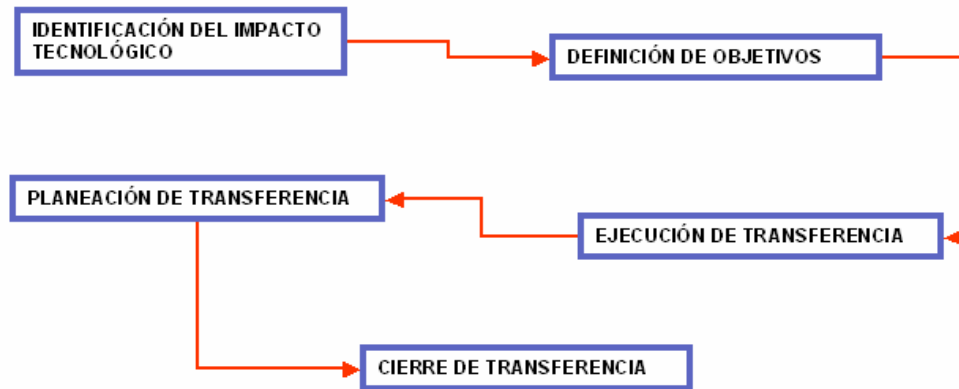 IDENTIFICACIÓN DEL IMPACTO
TECNOLÓGICO
DEFINICIÓN DE OBJETIVOS
PLANEACIÓN DE TRANSFERENCIA
EJECUCIÓN DE TRANSFERENCIA
CIERRE DE TRANSFERENCIA